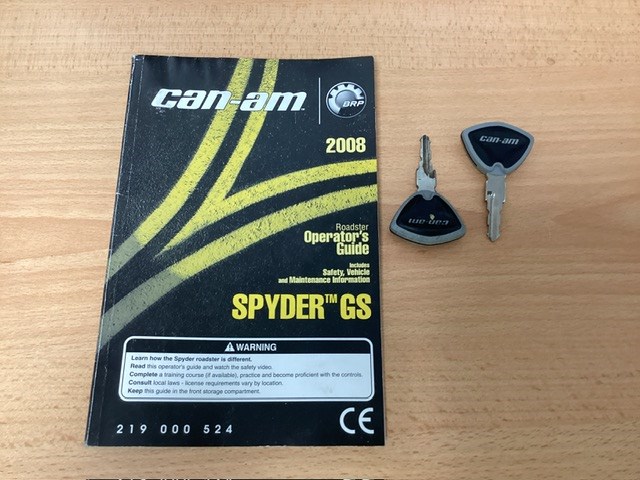 can-am
BRP
2008
Roadster
Operator's
Guide
Includes
Safety, Vehicle
and Maintenance Information
SPYDER™ GS
WARNING
Learn how the Spyder roadster is different.
Read this operator's guide and watch the safety video.
Complete a training course (if available), practice and become proficient with the controls.
Consult local laws - license requirements vary by location.
Keep this guide in the front storage compartment.
219 000 524
CE
can-am
can-am